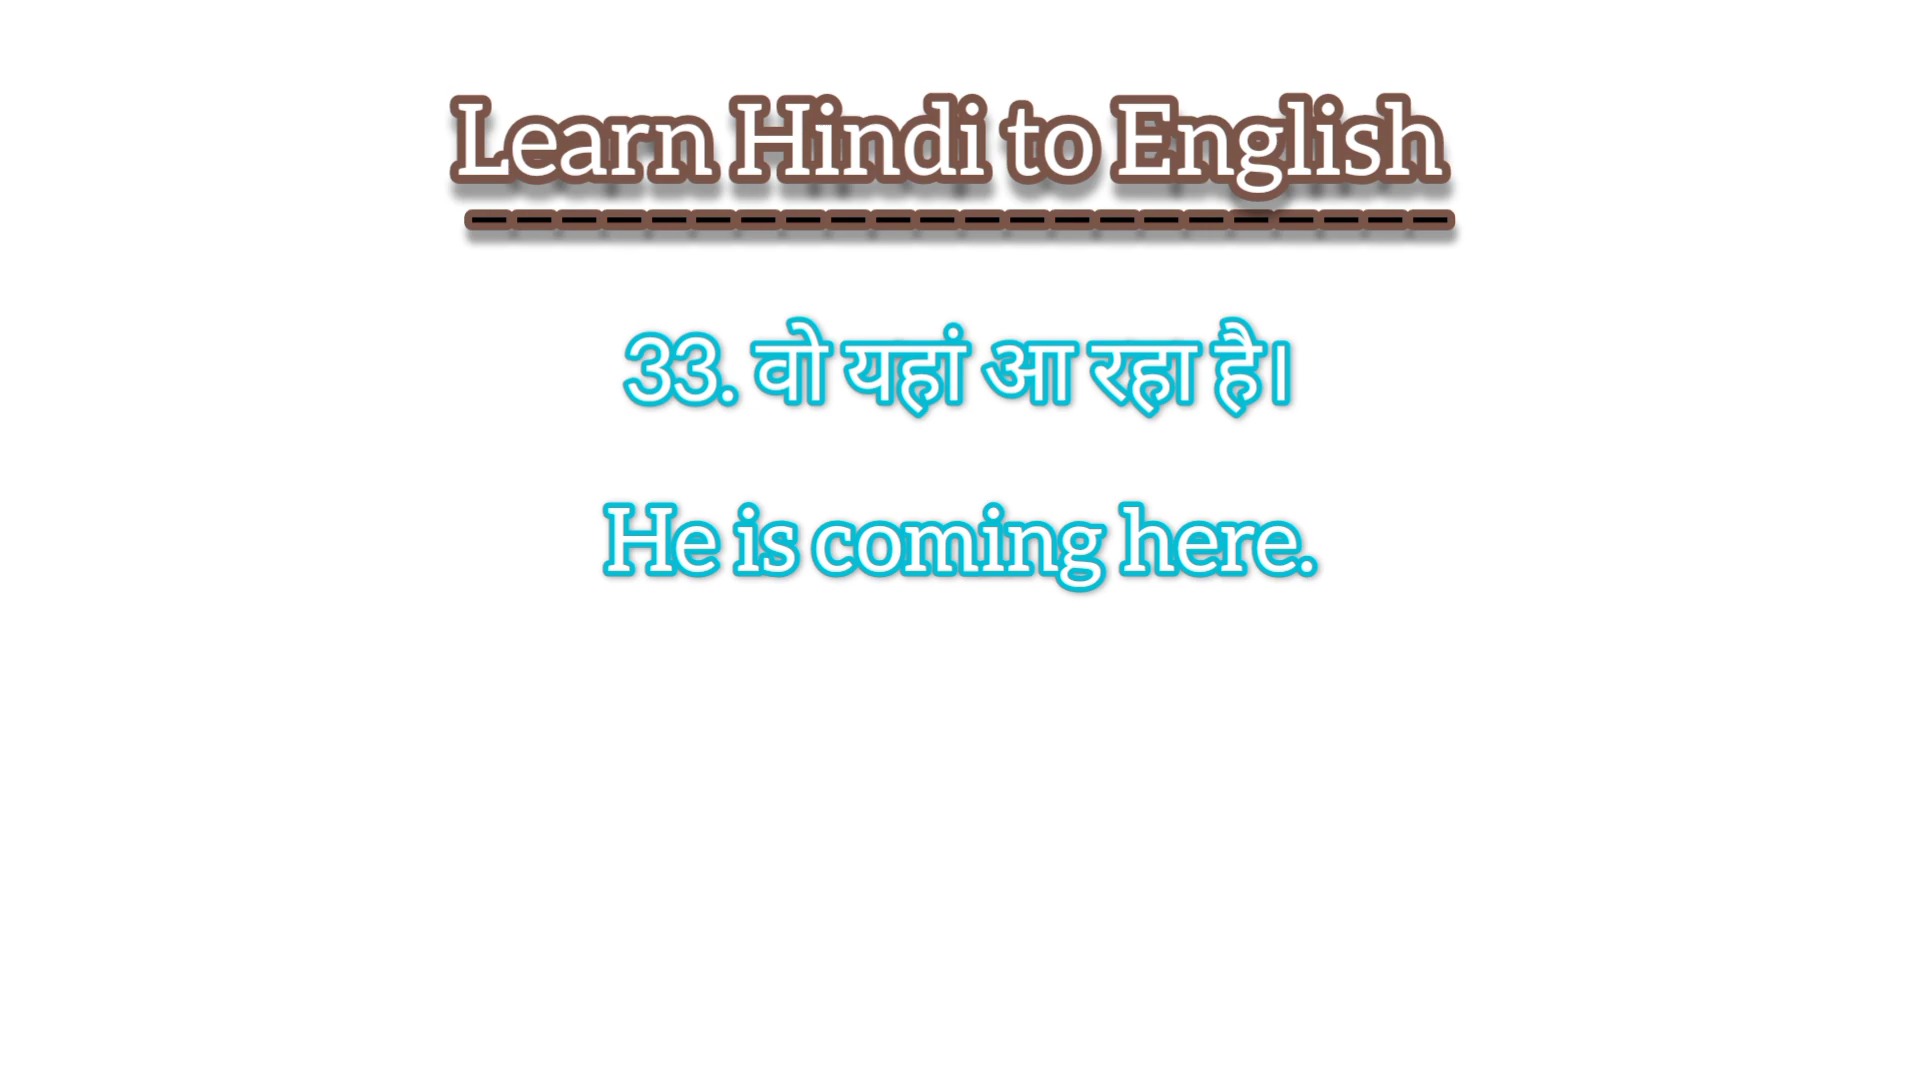 Learn Hindi to English
----------------------
33. वो यहां आ रहा है।
He is coming here.